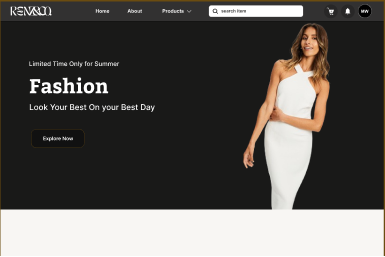 Home
About
Products
search item
MW
Limited Time Only for Summer
Fashion
Look Your Best On your Best Day
Explore Now